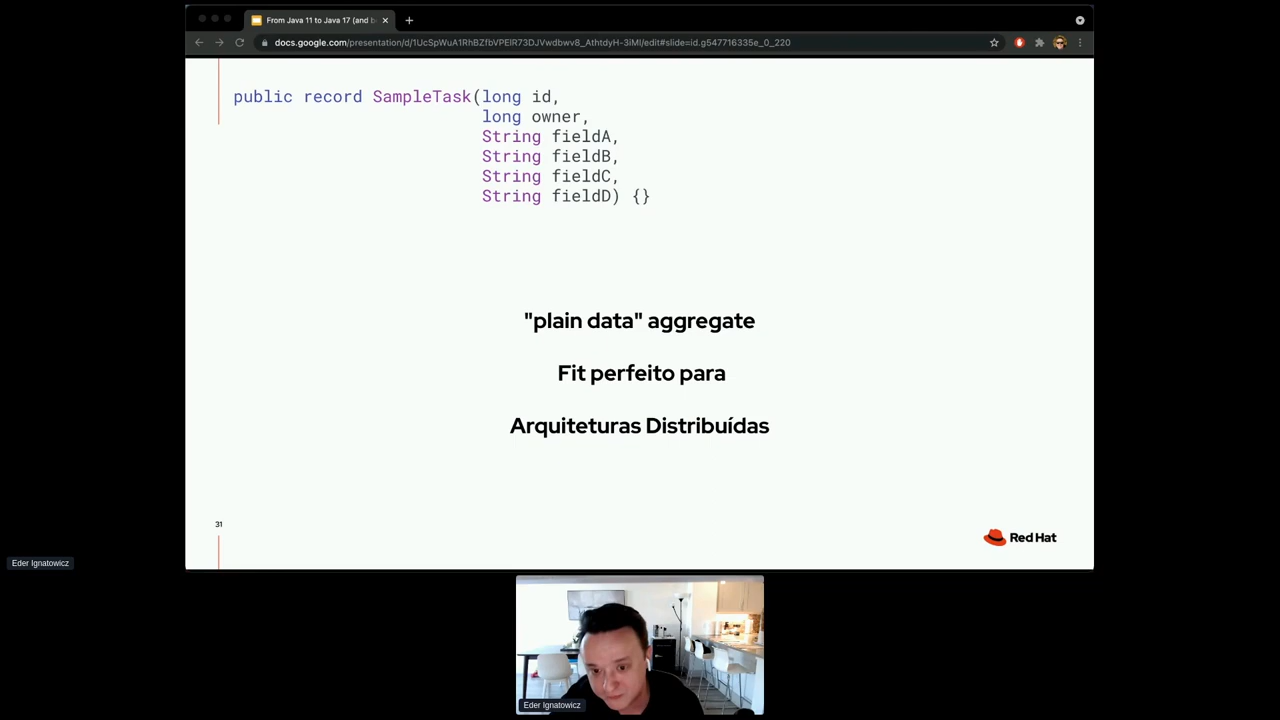 From Java 11 to Java 17 (and b
docs.google.com/presentation/d/1UcSpWuA1RhBZfbVPElR73DJVwdbwv8_AthtdyH-3iMI/edit#slide=id.g547716335e_0_220
public record SampleTask(long id,
long owner,
String fieldA,
String fieldB,
String fieldC,
String fieldD) {}
"plain data" aggregate
Fit perfeito para
Arquiteturas Distribuídas
31
Red Hat
Eder Ignatowicz
Eder Ignatowicz